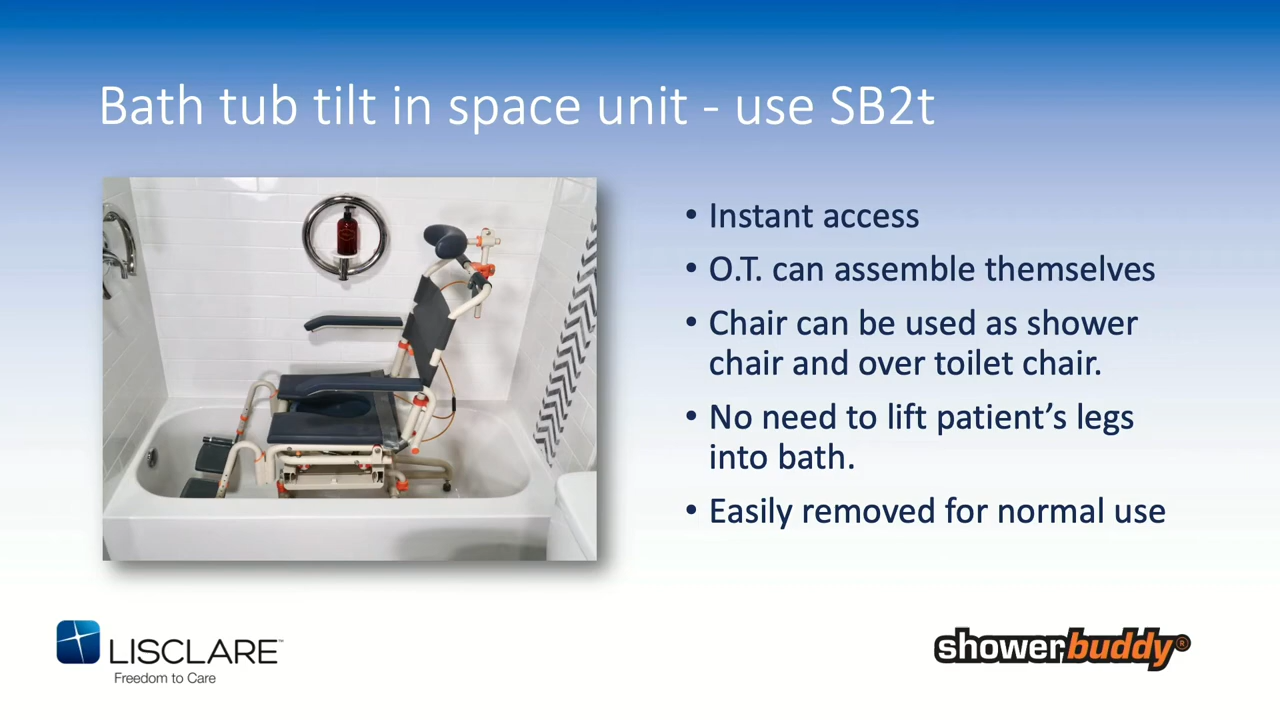 Bath tub tilt in space unit - use SB2t
• Instant access
• O.T. can assemble themselves
• Chair can be used as shower
chair and over toilet chair.
• No need to lift patient’s legs
into bath.
• Easily removed for normal use
LISCLARE™
Freedom to Care
showerbuddy®